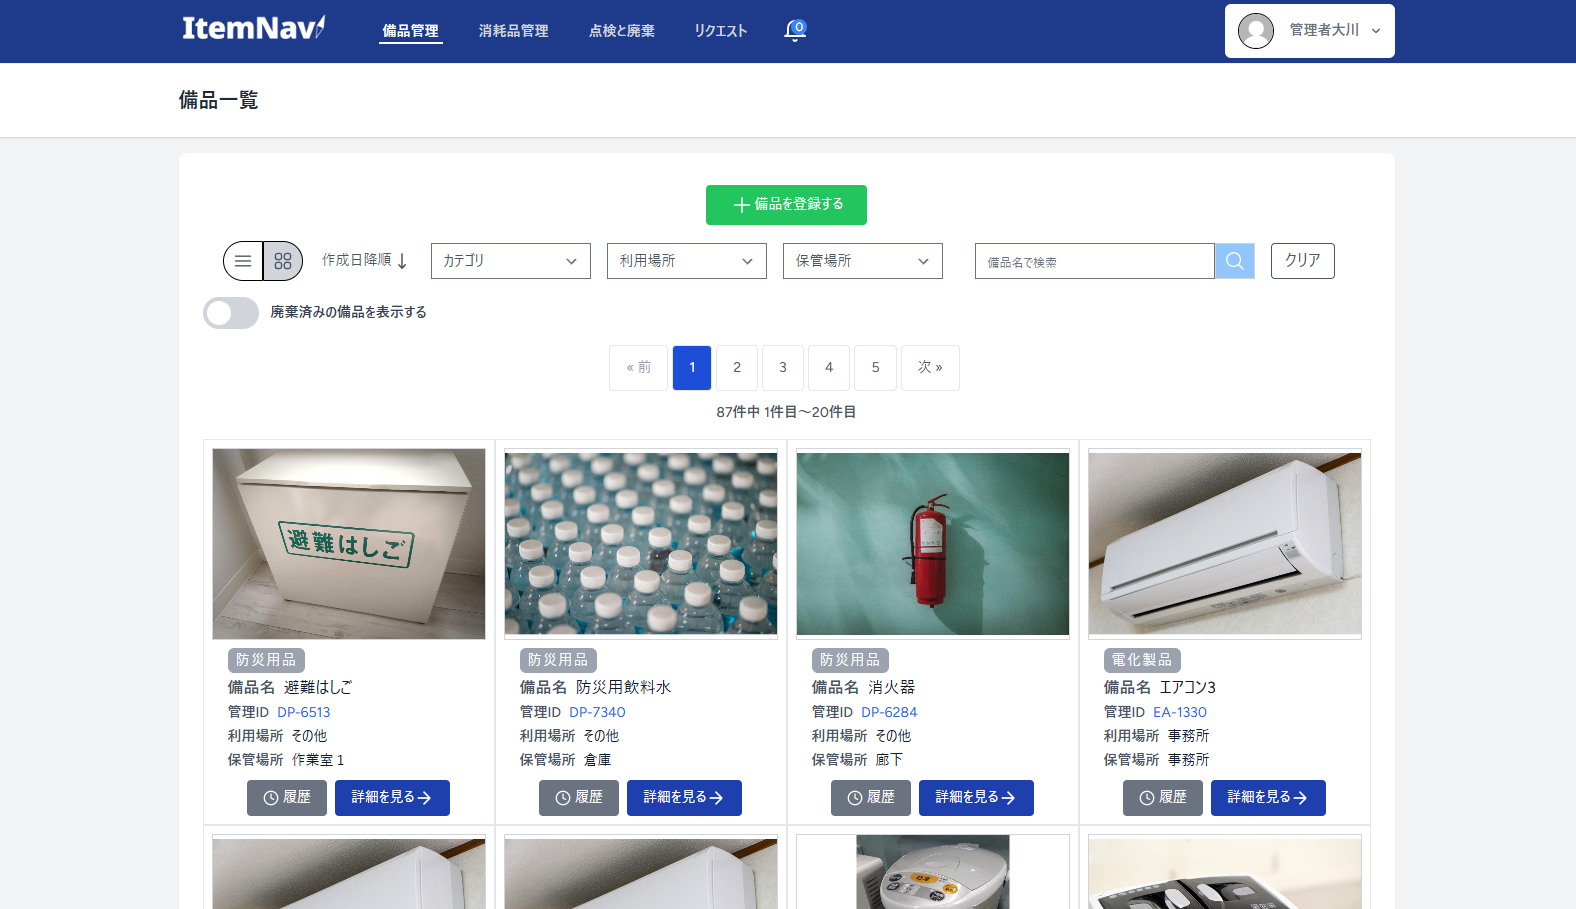 ItemNavi
備品管理
消耗品管理
点検と廃棄
リクエスト
0
管理者大川
備品一覧
備品を登録する
作成日降順
カテゴリ
利用場所
保管場所
備品名で検索
クリア
廃棄済みの備品を表示する
« 前 1 2 3 4 5 次 »
87件中 1件目～20件目
避難はしご
防災用品
備品名 避難はしご
管理ID DP-6513
利用場所 その他
保管場所 作業室1
履歴 詳細を見る
防災用品
備品名 防災用飲料水
管理ID DP-7340
利用場所 その他
保管場所 倉庫
履歴 詳細を見る
防災用品
備品名 消火器
管理ID DP-6284
利用場所 その他
保管場所 廊下
履歴 詳細を見る
電化製品
備品名 エアコン3
管理ID EA-1330
利用場所 事務所
保管場所 事務所
履歴 詳細を見る